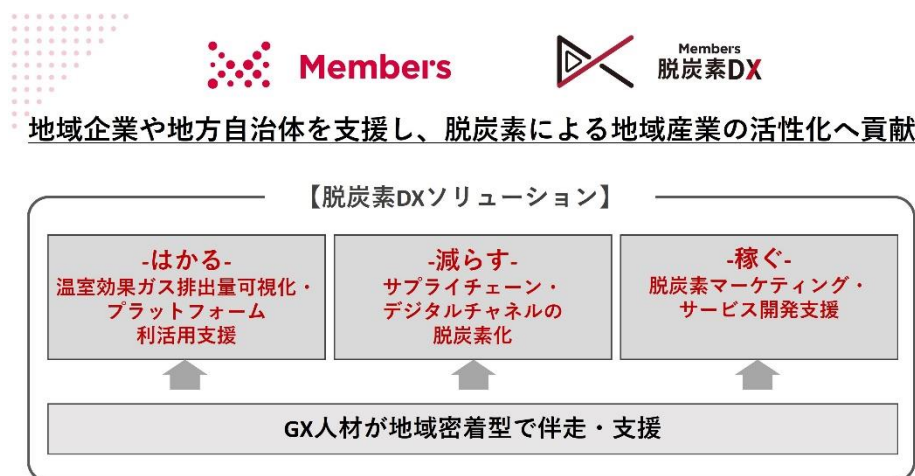 Members
Members
脱炭素DX
地域企業や地方自治体を支援し、脱炭素による地域産業の活性化へ貢献
【脱炭素DXソリューション】
-はかる-
温室効果ガス排出量可視化・
プラットフォーム
利活用支援
-減らす-
サプライチェーン・
デジタルチャネルの
脱炭素化
-稼ぐ-
脱炭素マーケティング・
サービス開発支援
GX人材が地域密着型で伴走・支援